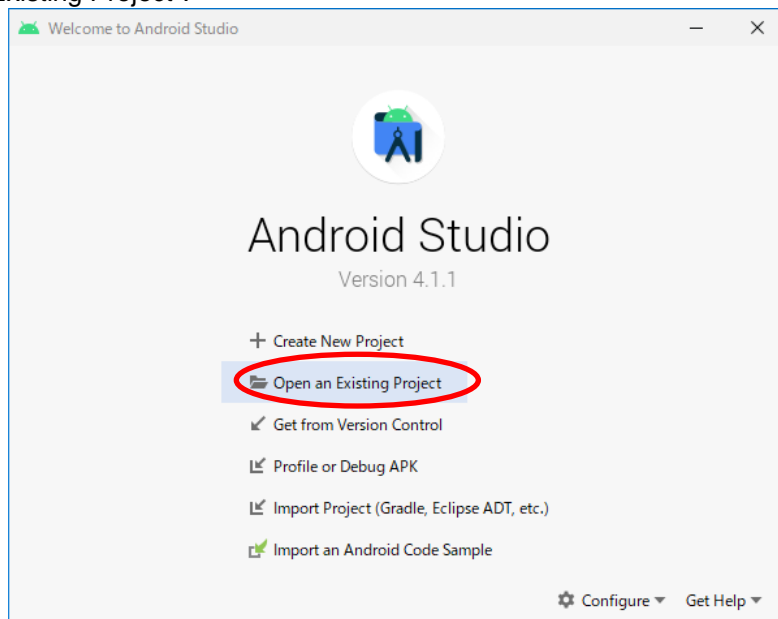 Existing Project".
Welcome to Android Studio
Android Studio
Version 4.1.1
Create New Project
Open an Existing Project
Get from Version Control
Profile or Debug APK
Import Project (Gradle, Eclipse ADT, etc.)
Import an Android Code Sample
Configure Get Help